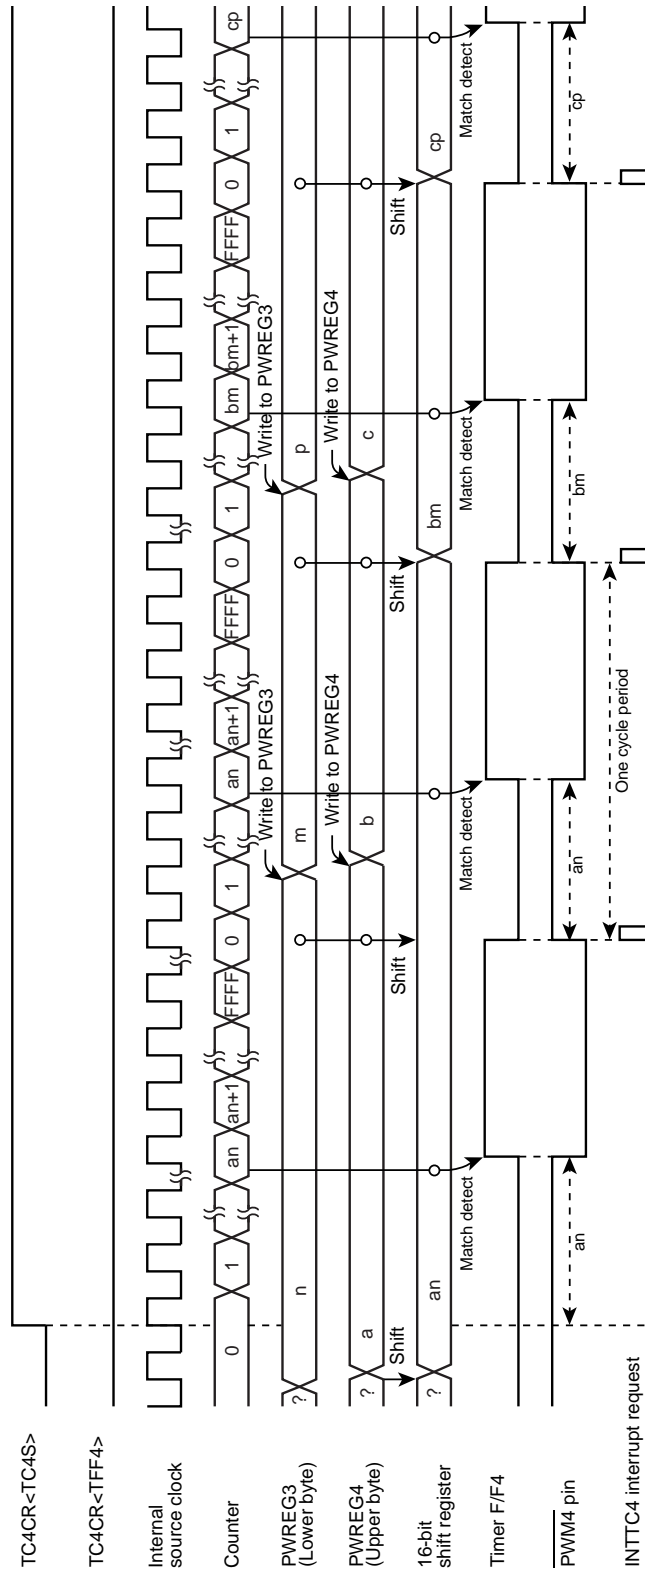 TC4CR<TC4S>
TC4CR<TFF4>
Internal
source clock
Counter
0 1 an an+1 FFFF 0 1 an an+1 FFFF 0 1 bm bm+1 FFFF 0 1 cp
Write to PWREG3
Write to PWREG3
PWREG3
(Lower byte)
? n m p
Write to PWREG4
Write to PWREG4
PWREG4
(Upper byte)
? a b c
Shift
Shift
Shift
Shift
16-bit
shift register
? an bm cp
Match detect
Match detect
Match detect
Match detect
Timer F/F4
PWM4 pin
an
an
bm
cp
One cycle period
INTTC4 interrupt request